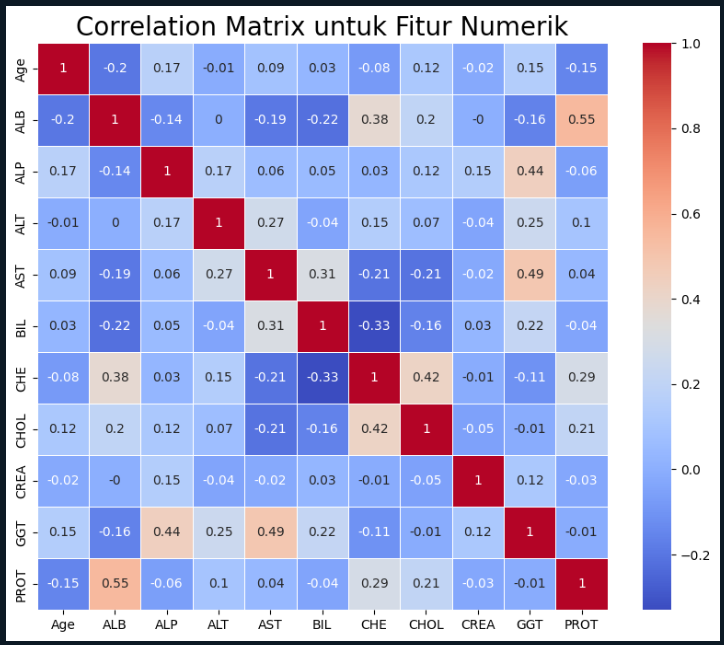 Correlation Matrix untuk Fitur Numerik
Age 1 -0.2 0.17 -0.01 0.09 0.03 -0.08 0.12 -0.02 0.15 -0.15
ALB -0.2 1 -0.14 0 -0.19 -0.22 0.38 0.2 -0 -0.16 0.55
ALP 0.17 -0.14 1 0.17 0.06 0.05 0.03 0.12 0.15 0.44 -0.06
ALT -0.01 0 0.17 1 0.27 -0.04 0.15 0.07 -0.04 0.25 0.1
AST 0.09 -0.19 0.06 0.27 1 0.31 -0.21 -0.21 -0.02 0.49 0.04
BIL 0.03 -0.22 0.05 -0.04 0.31 1 -0.33 -0.16 0.03 0.22 -0.04
CHE -0.08 0.38 0.03 0.15 -0.21 -0.33 1 0.42 -0.01 -0.11 0.29
CHOL 0.12 0.2 0.12 0.07 -0.21 -0.16 0.42 1 -0.05 -0.01 0.21
CREA -0.02 -0 0.15 -0.04 -0.02 0.03 -0.01 -0.05 1 0.12 -0.03
GGT 0.15 -0.16 0.44 0.25 0.49 0.22 -0.11 -0.01 0.12 1 -0.01
PROT -0.15 0.55 -0.06 0.1 0.04 -0.04 0.29 0.21 -0.03 -0.01 1
Age ALB ALP ALT AST BIL CHE CHOL CREA GGT PROT
1.0
0.8
0.6
0.4
0.2
0.0
−0.2